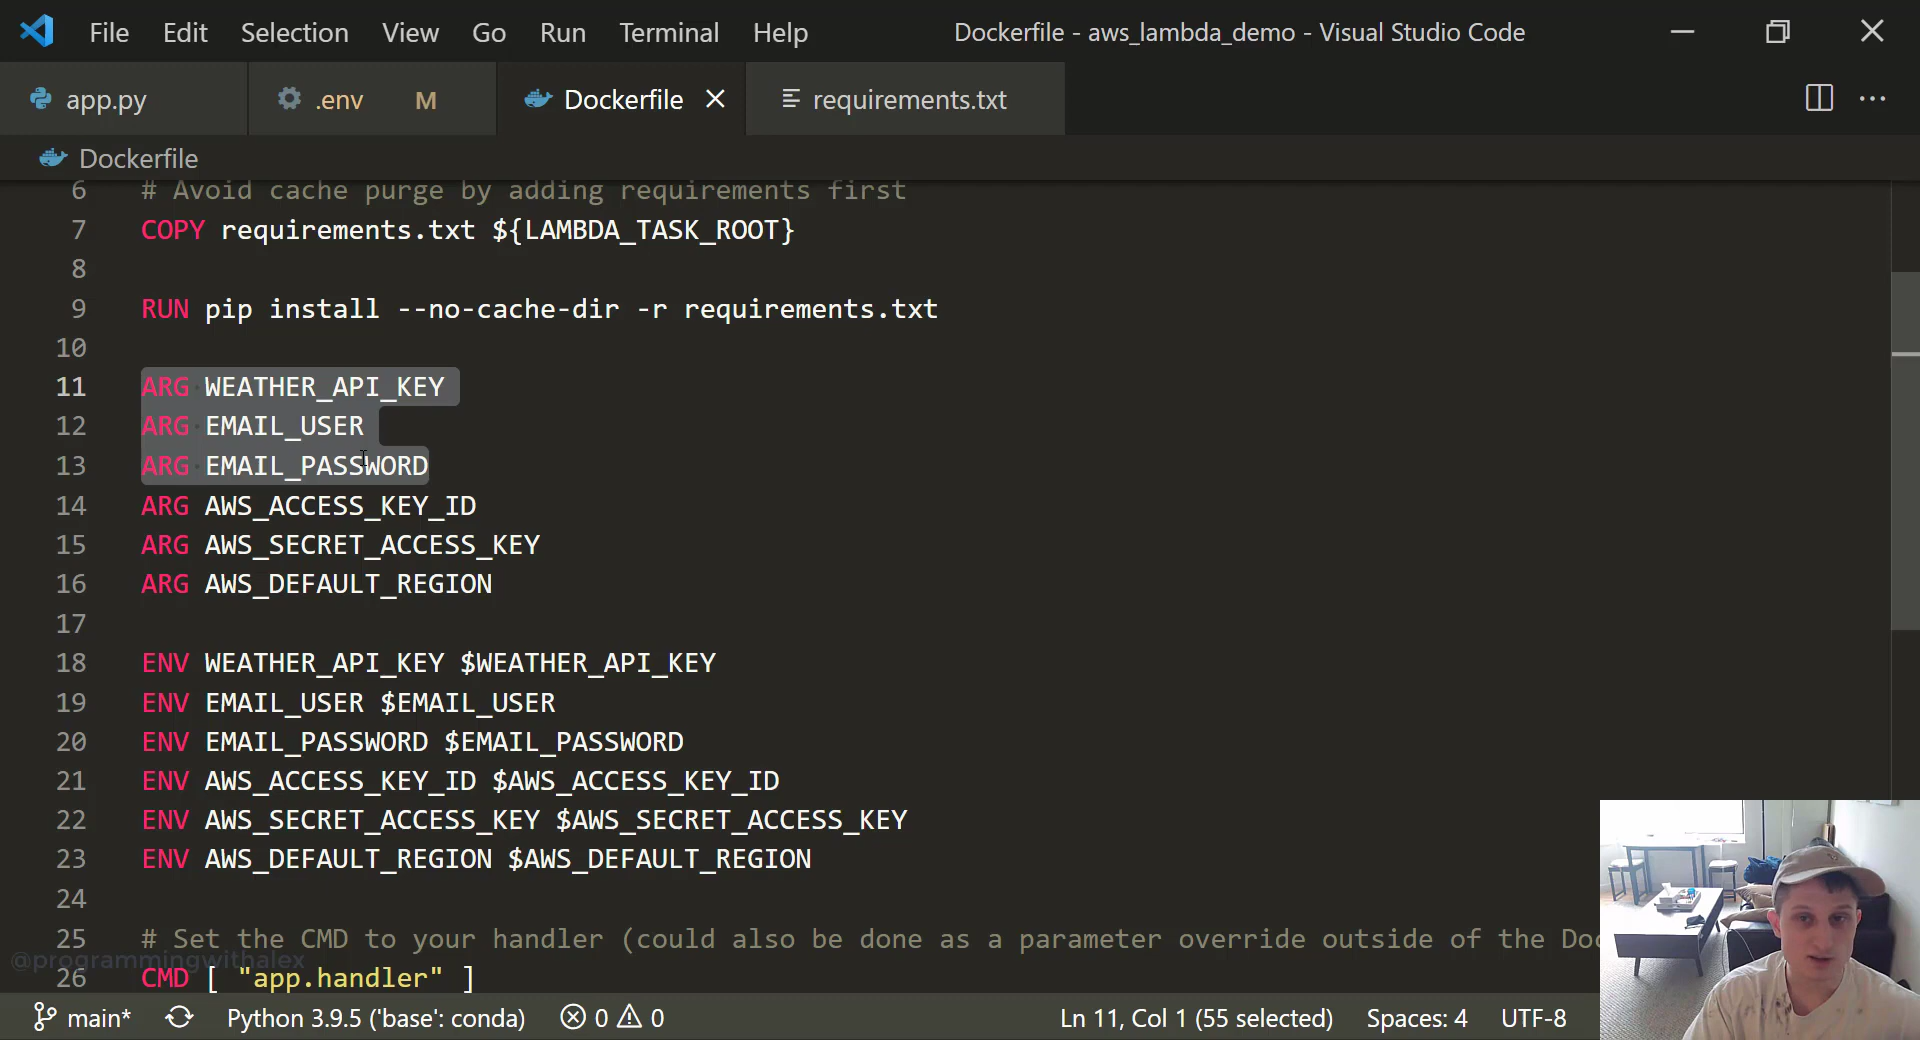 File Edit Selection View Go Run Terminal Help Dockerfile - aws_lambda_demo - Visual Studio Code
app.py .env M Dockerfile requirements.txt
Dockerfile
6 # Avoid cache purge by adding requirements first
7 COPY requirements.txt ${LAMBDA_TASK_ROOT}
8
9 RUN pip install --no-cache-dir -r requirements.txt
10
11 ARG WEATHER_API_KEY
12 ARG EMAIL_USER
13 ARG EMAIL_PASSWORD
14 ARG AWS_ACCESS_KEY_ID
15 ARG AWS_SECRET_ACCESS_KEY
16 ARG AWS_DEFAULT_REGION
17
18 ENV WEATHER_API_KEY $WEATHER_API_KEY
19 ENV EMAIL_USER $EMAIL_USER
20 ENV EMAIL_PASSWORD $EMAIL_PASSWORD
21 ENV AWS_ACCESS_KEY_ID $AWS_ACCESS_KEY_ID
22 ENV AWS_SECRET_ACCESS_KEY $AWS_SECRET_ACCESS_KEY
23 ENV AWS_DEFAULT_REGION $AWS_DEFAULT_REGION
24
25 # Set the CMD to your handler (could also be done as a parameter override outside of the Do
@programmingwithalex
26 CMD [ "app.handler" ]
main* Python 3.9.5 ('base': conda) 0 0 Ln 11, Col 1 (55 selected) Spaces: 4 UTF-8